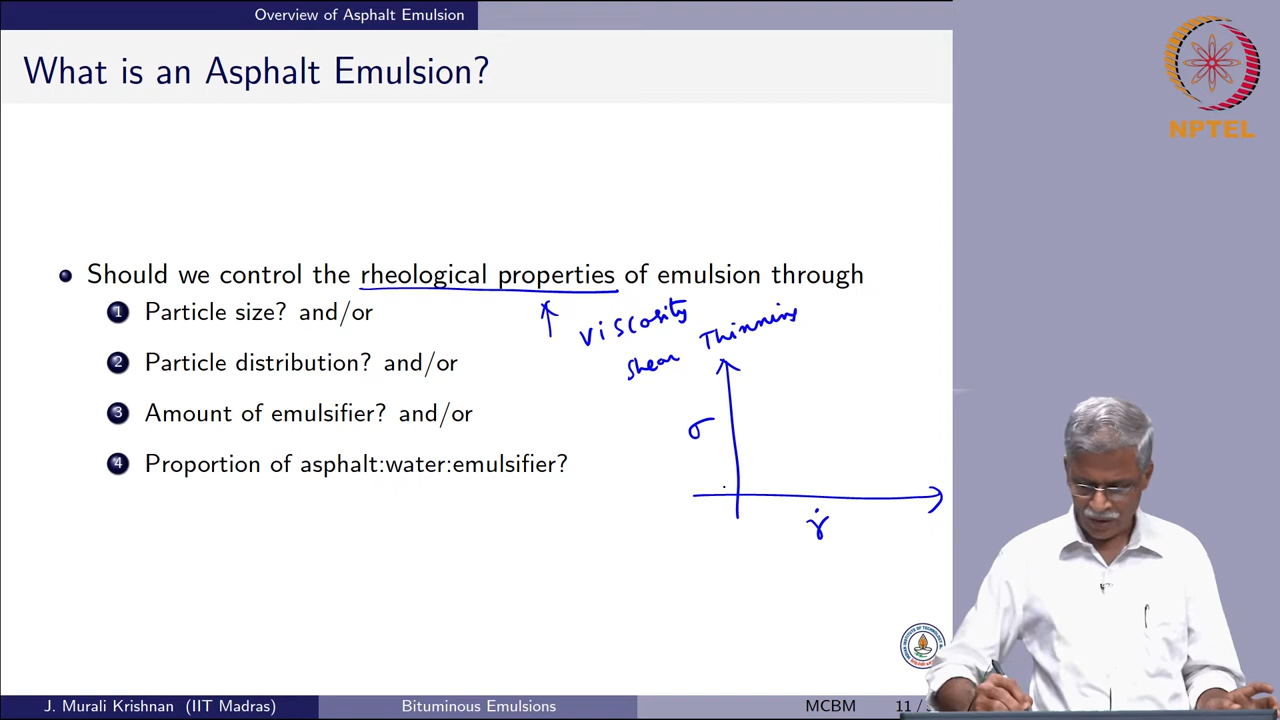 Overview of Asphalt Emulsion
What is an Asphalt Emulsion?
NPTEL
Should we control the rheological properties of emulsion through
1 Particle size? and/or
2 Particle distribution? and/or
3 Amount of emulsifier? and/or
4 Proportion of asphalt:water:emulsifier?
Viscosity
Shear Thinning
σ
γ̇
J. Murali Krishnan (IIT Madras)
Bituminous Emulsions
MCBM
11 /